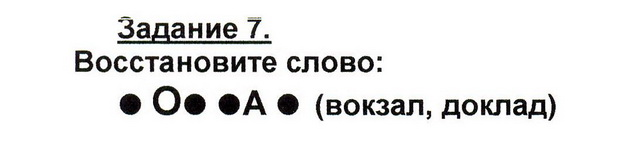 Задание 7.
Восстановите слово:
● О● ●А ● (вокзал, доклад)